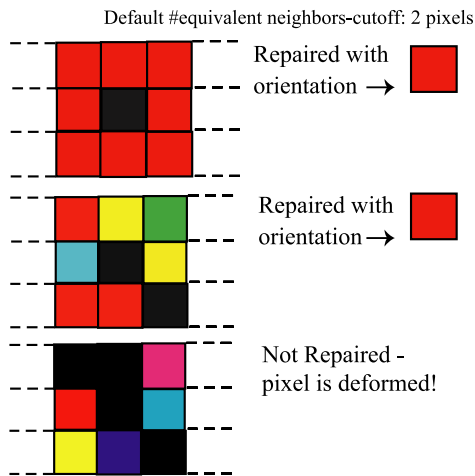 Default #equivalent neighbors-cutoff: 2 pixels
Repaired with
orientation →
Repaired with
orientation →
Not Repaired -
pixel is deformed!